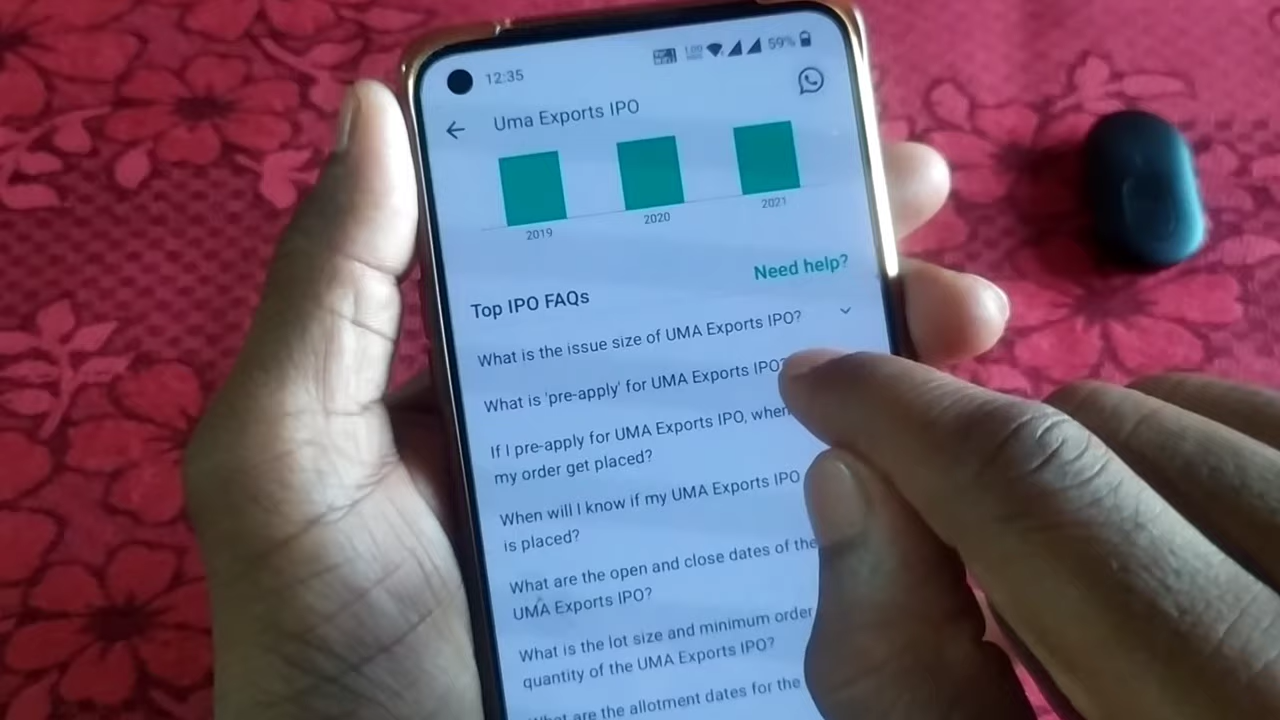 12:35
59%
Uma Exports IPO
2019
2020
2021
Need help?
Top IPO FAQs
What is the issue size of UMA Exports IPO?
What is 'pre-apply' for UMA Exports IPO?
If I pre-apply for UMA Exports IPO, when
my order get placed?
When will I know if my UMA Exports IPO
is placed?
What are the open and close dates of the
UMA Exports IPO?
What is the lot size and minimum order
quantity of the UMA Exports IPO?
What are the allotment dates for the